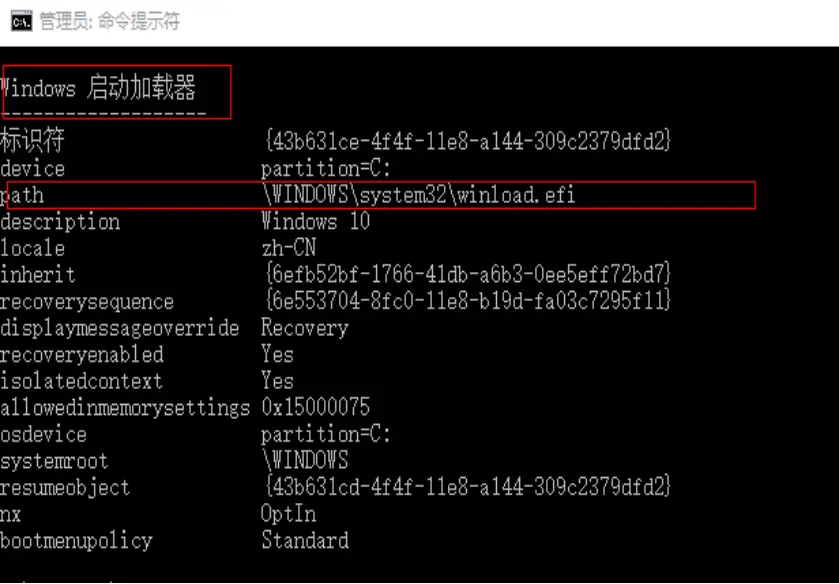 管理员: 命令提示符
Windows 启动加载器
-------------------
标识符 {43b631ce-4f4f-11e8-a144-309c2379dfd2}
device partition=C:
path \WINDOWS\system32\winload.efi
description Windows 10
locale zh-CN
inherit {6efb52bf-1766-41db-a6b3-0ee5eff72bd7}
recoverysequence {6e553704-8fc0-11e8-b19d-fa03c7295f11}
displaymessageoverride Recovery
recoveryenabled Yes
isolatedcontext Yes
allowedinmemorysettings 0x15000075
osdevice partition=C:
systemroot \WINDOWS
resumeobject {43b631cd-4f4f-11e8-a144-309c2379dfd2}
nx OptIn
bootmenupolicy Standard